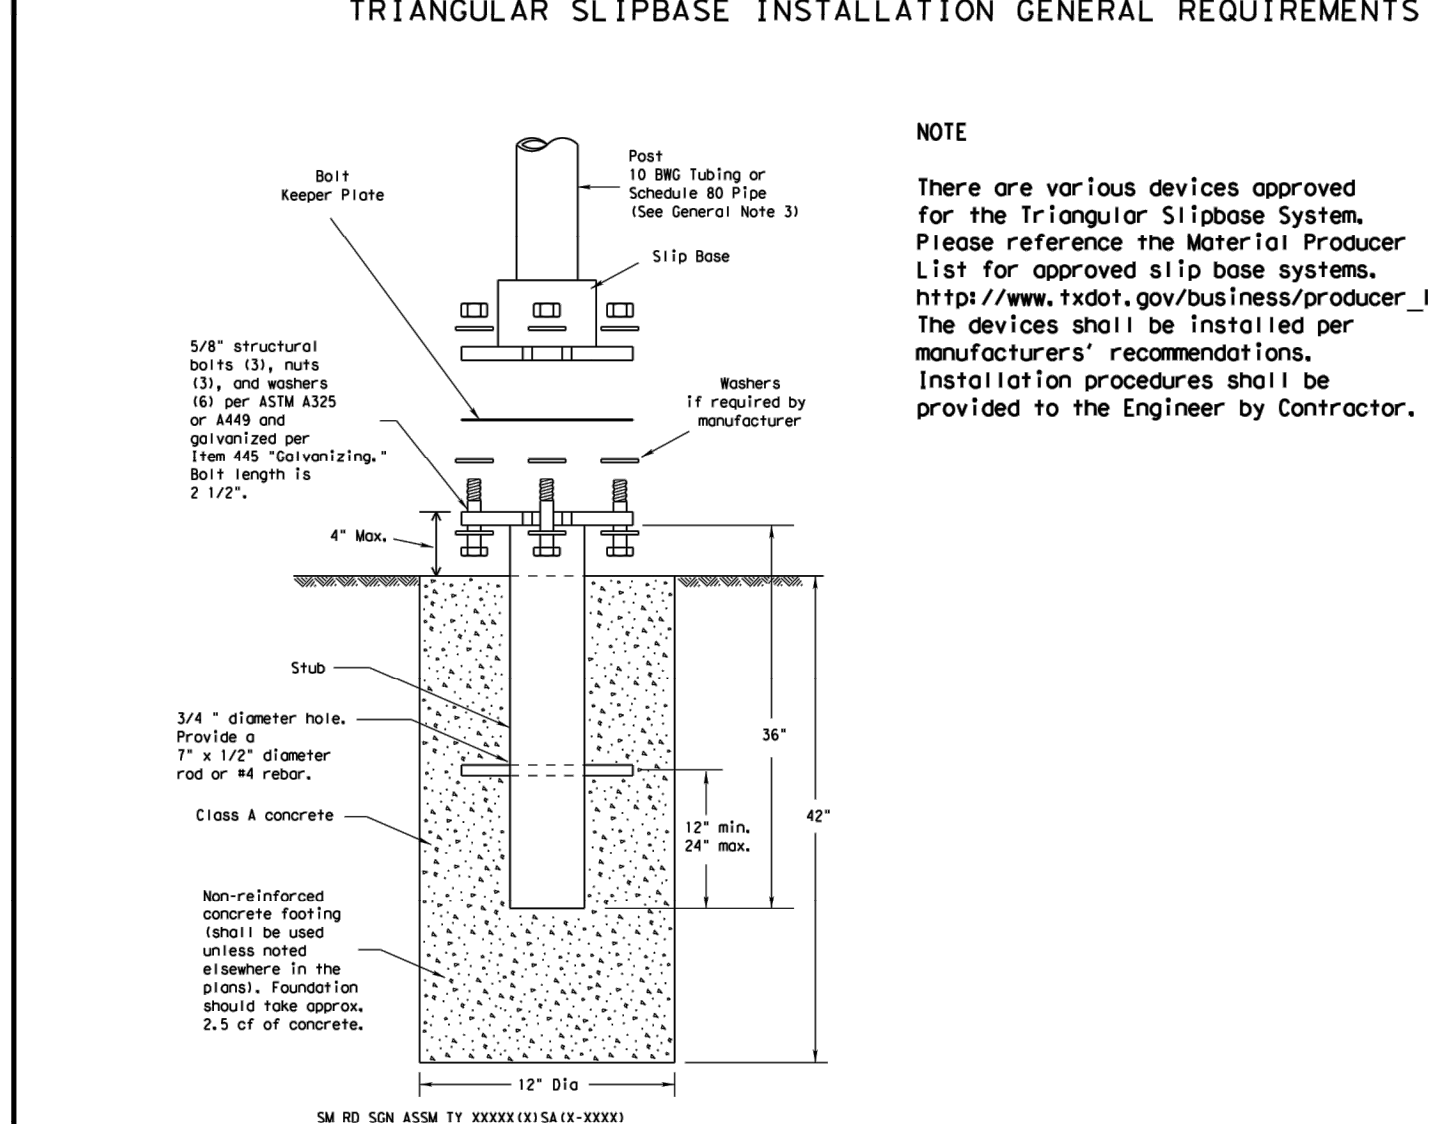 TRIANGULAR SLIPBASE INSTALLATION GENERAL REQUIREMENTS
NOTE
There are various devices approved
for the Triangular Slipbase System.
Please reference the Material Producer
List for approved slip base systems.
http://www.txdot.gov/business/producer_l
The devices shall be installed per
manufacturers' recommendations.
Installation procedures shall be
provided to the Engineer by Contractor.
Bolt
Keeper Plate
Post
10 BWG Tubing or
Schedule 80 Pipe
(See General Note 3)
Slip Base
5/8" structural
bolts (3), nuts
(3), and washers
(6) per ASTM A325
or A449 and
galvanized per
Item 445 "Galvanizing."
Bolt length is
2 1/2".
Washers
if required by
manufacturer
4" Max.
Stub
3/4 " diameter hole.
Provide a
7" x 1/2" diameter
rod or #4 rebar.
36"
Class A concrete
12" min.
24" max.
42"
Non-reinforced
concrete footing
(shall be used
unless noted
elsewhere in the
plans). Foundation
should take approx.
2.5 cf of concrete.
12" Dia
SM RD SGN ASSM TY XXXXX(X)SA(X-XXXX)